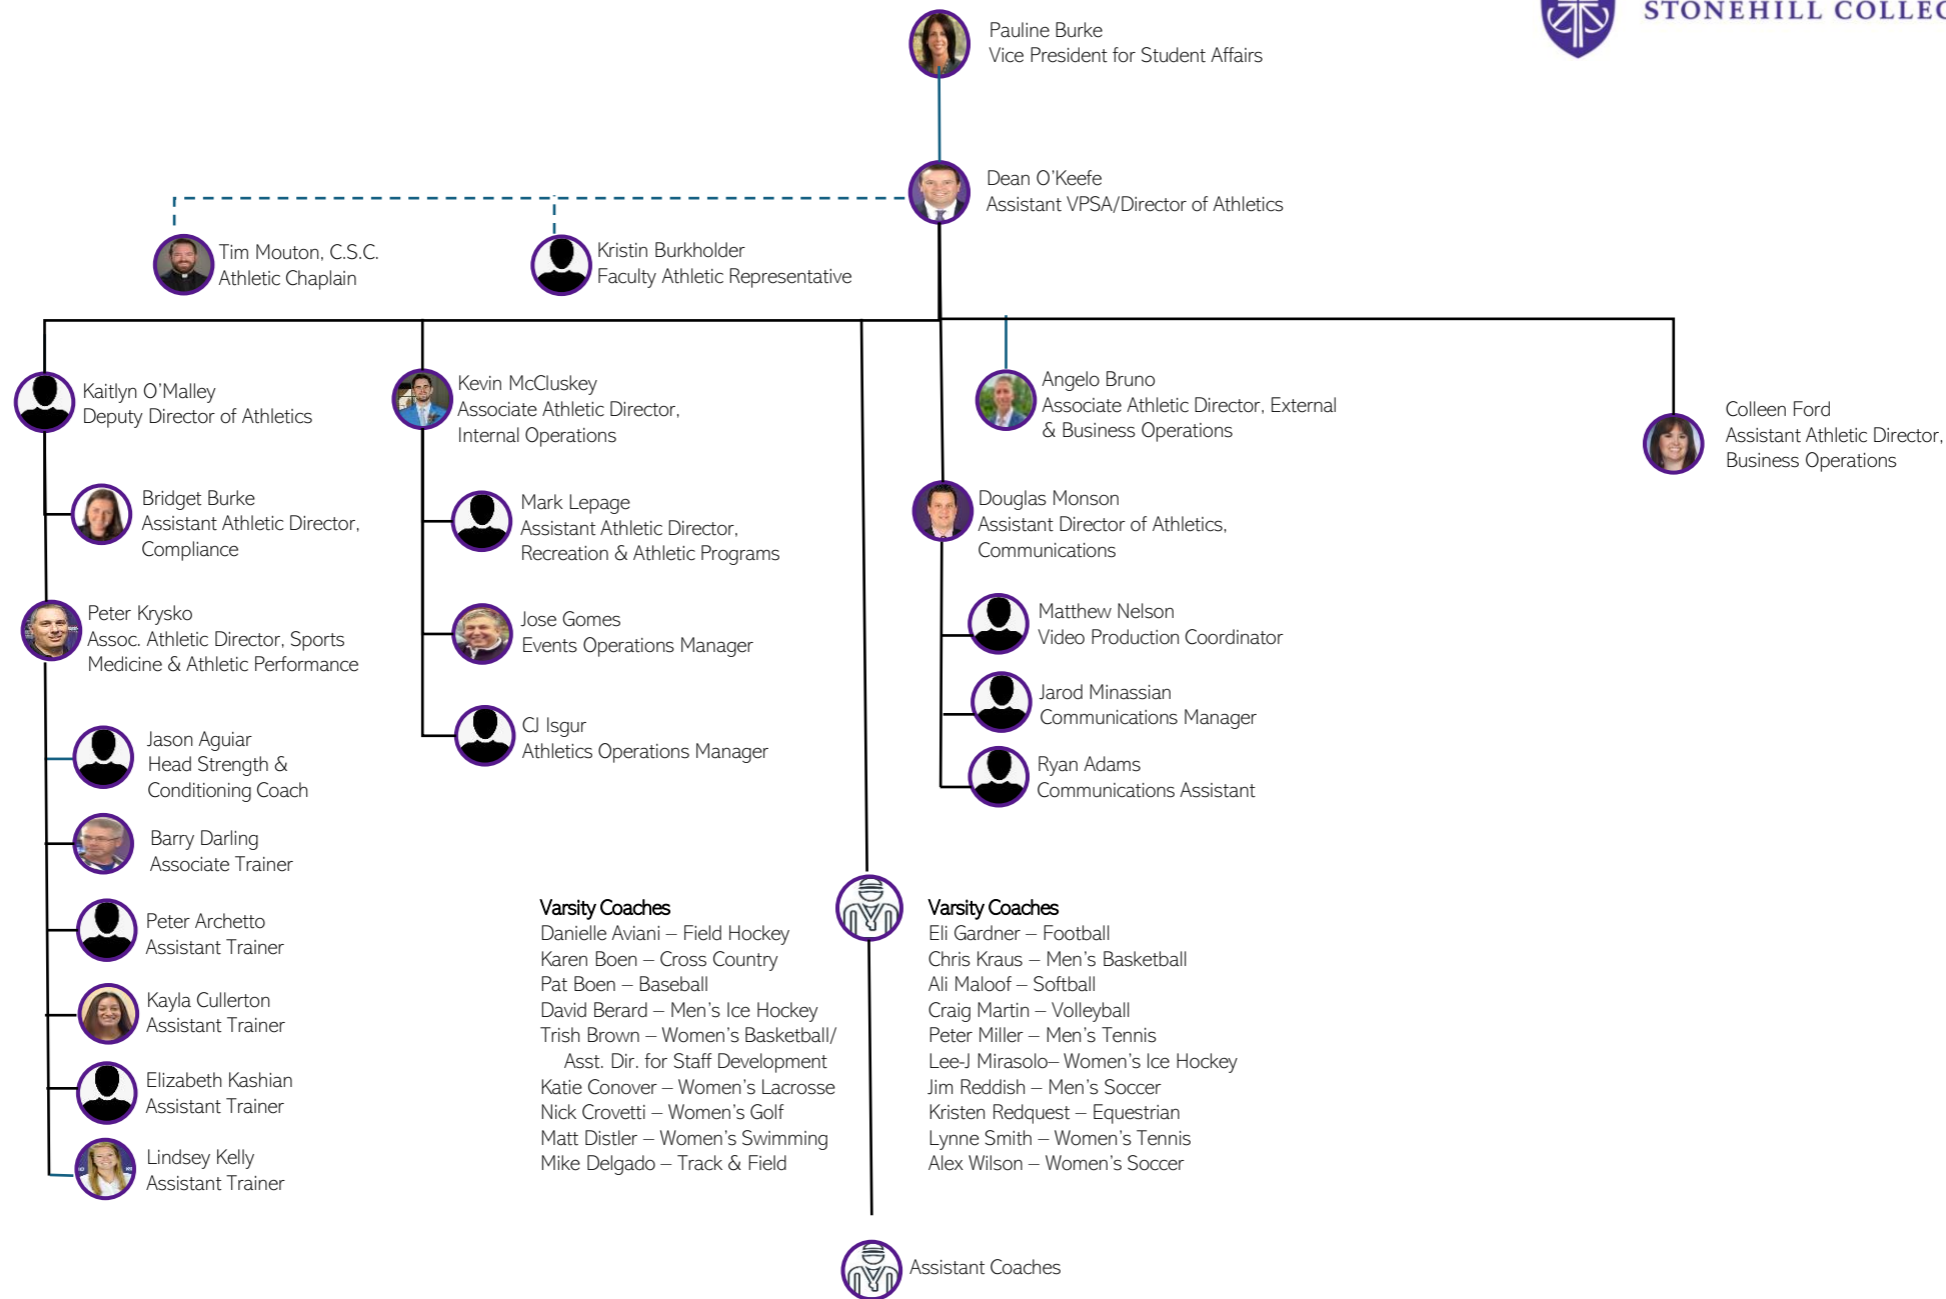 STONEHILL
Pauline Burke
Vice President for Student Affairs
Dean O'Keefe
Assistant VPSA/Director of Athletics
Tim Mouton, C.S.C.
Athletic Chaplain
Kristin Burkholder
Faculty Athletic Representative
Kaitlyn O'Malley
Deputy Director of Athletics
Kevin McCluskey
Associate Athletic Director,
Internal Operations
Angelo Bruno
Associate Athletic Director, External
& Business Operations
Colleen Ford
Assistant Athletic Director,
Business Operations
Bridget Burke
Assistant Athletic Director,
Compliance
Mark Lepage
Assistant Athletic Director,
Recreation & Athletic Programs
Douglas Monson
Assistant Director of Athletics,
Communications
Peter Krysko
Assoc. Athletic Director, Sports
Medicine & Athletic Performance
Jose Gomes
Events Operations Manager
Matthew Nelson
Video Production Coordinator
Jarod Minassian
Communications Manager
Jason Aguiar
Head Strength &
Conditioning Coach
CJ Isgur
Athletics Operations Manager
Ryan Adams
Communications Assistant
Barry Darling
Associate Trainer
Peter Archetto
Assistant Trainer
Kayla Cullerton
Assistant Trainer
Elizabeth Kashian
Assistant Trainer
Lindsey Kelly
Assistant Trainer
Varsity Coaches
Danielle Aviani – Field Hockey
Karen Boen – Cross Country
Pat Boen – Baseball
David Berard – Men's Ice Hockey
Trish Brown – Women's Basketball/
Asst. Dir. for Staff Development
Katie Conover – Women's Lacrosse
Nick Crovetti – Women's Golf
Matt Distler – Women's Swimming
Mike Delgado – Track & Field
Varsity Coaches
Eli Gardner – Football
Chris Kraus – Men's Basketball
Ali Maloof – Softball
Craig Martin – Volleyball
Peter Miller – Men's Tennis
Lee-J Mirasolo– Women's Ice Hockey
Jim Reddish – Men's Soccer
Kristen Redquest – Equestrian
Lynne Smith – Women's Tennis
Alex Wilson – Women's Soccer
Assistant Coaches